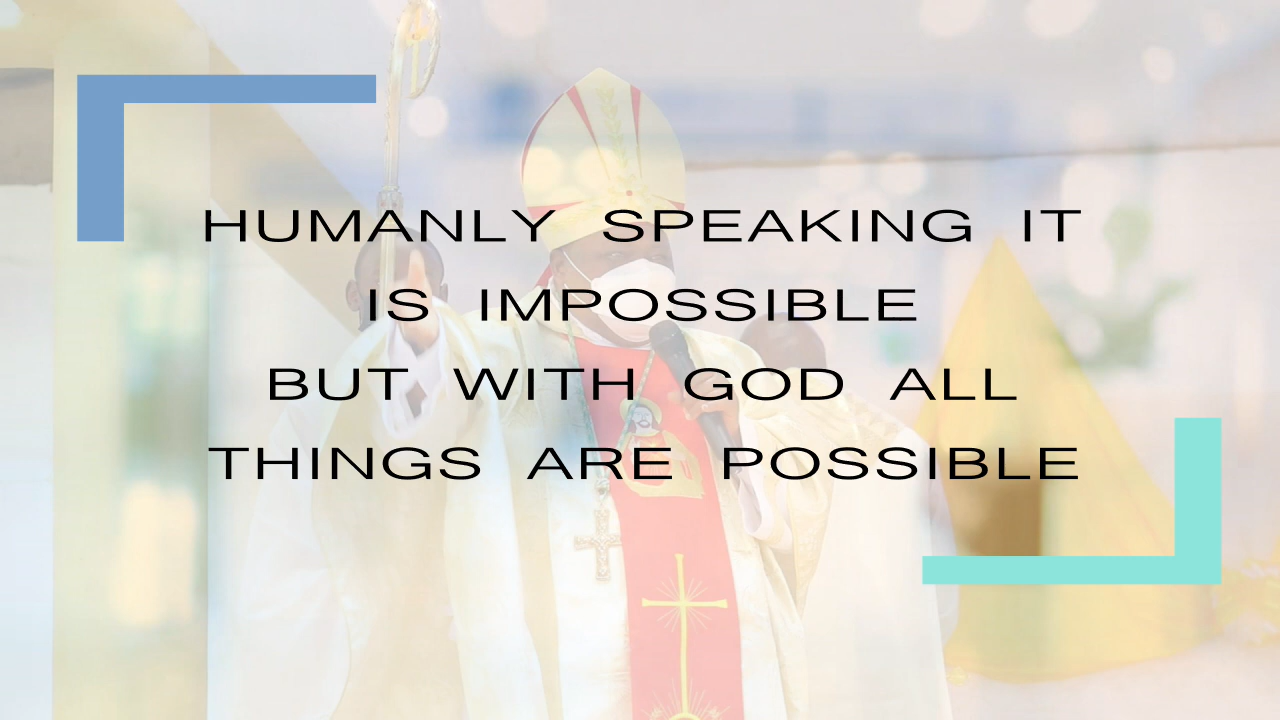 HUMANLY SPEAKING IT
IS IMPOSSIBLE
BUT WITH GOD ALL
THINGS ARE POSSIBLE